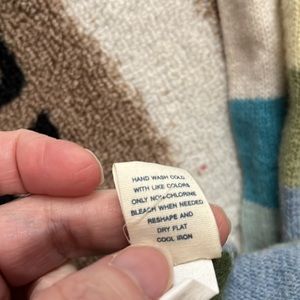 HAND WASH COLD
WITH LIKE COLORS
ONLY NON-CHLORINE
BLEACH WHEN NEEDED
RESHAPE AND
DRY FLAT
COOL IRON